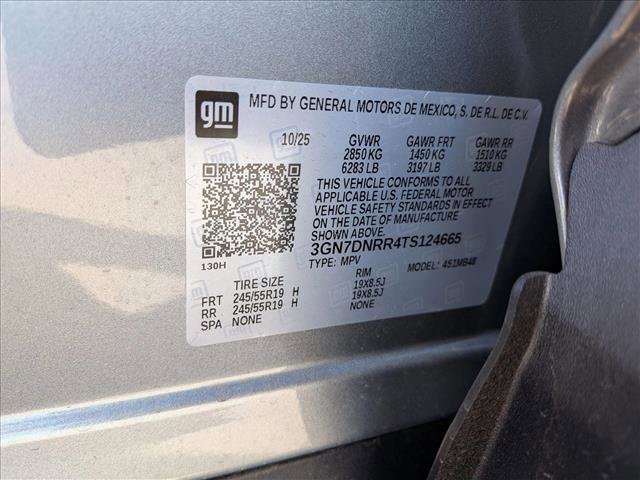 gm MFD BY GENERAL MOTORS DE MEXICO, S. DE R.L. DE C.V.
10/25 GVWR GAWR FRT GAWR RR
2850 KG 1450 KG 1510 KG
6283 LB 3197 LB 3329 LB
THIS VEHICLE CONFORMS TO ALL
APPLICABLE U.S. FEDERAL MOTOR
VEHICLE SAFETY STANDARDS IN EFFECT
ON THE DATE OF MANUFACTURE
SHOWN ABOVE.
3GN7DNRR4TS124665
130H TYPE: MPV MODEL: 451MB48
TIRE SIZE RIM
FRT 245/55R19 H 19X8.5J
RR 245/55R19 H 19X8.5J
SPA NONE NONE